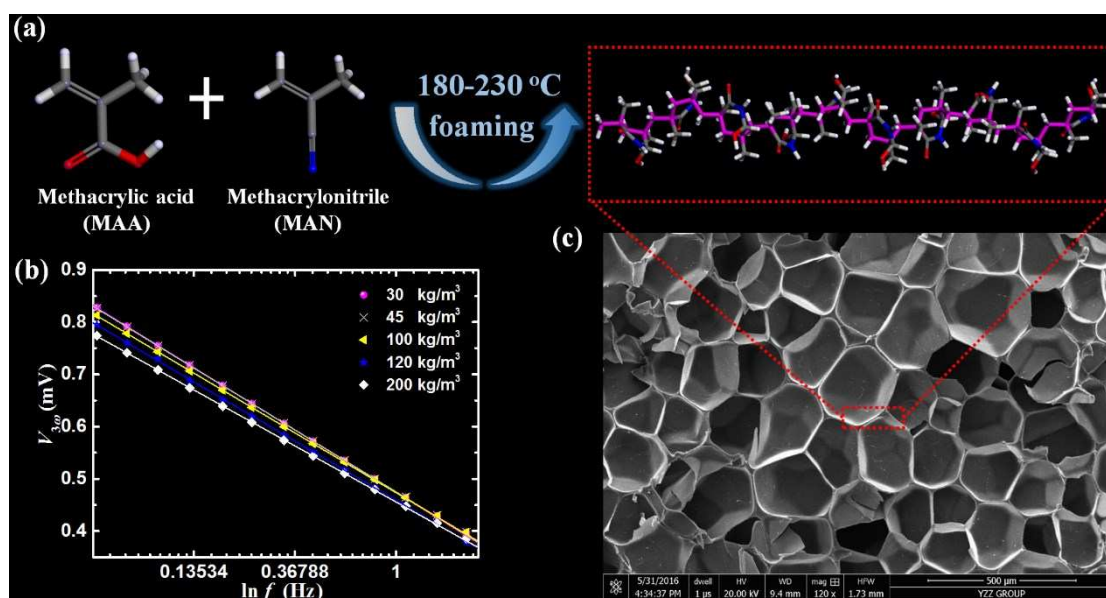 (a)
Methacrylic acid
(MAA)
+
Methacrylonitrile
(MAN)
180-230 °C
foaming
(b)
0.9
0.8
0.7
0.6
0.5
0.4
V3ω (mV)
30 kg/m³
45 kg/m³
100 kg/m³
120 kg/m³
200 kg/m³
0.13534 0.36788 1
ln f (Hz)
(c)
5/31/2016 dwell HV WD mag HFW
4:34:37 PM 1 µs 20.00 kV 9.4 mm 120 x 1.73 mm
500 µm
YZZ GROUP